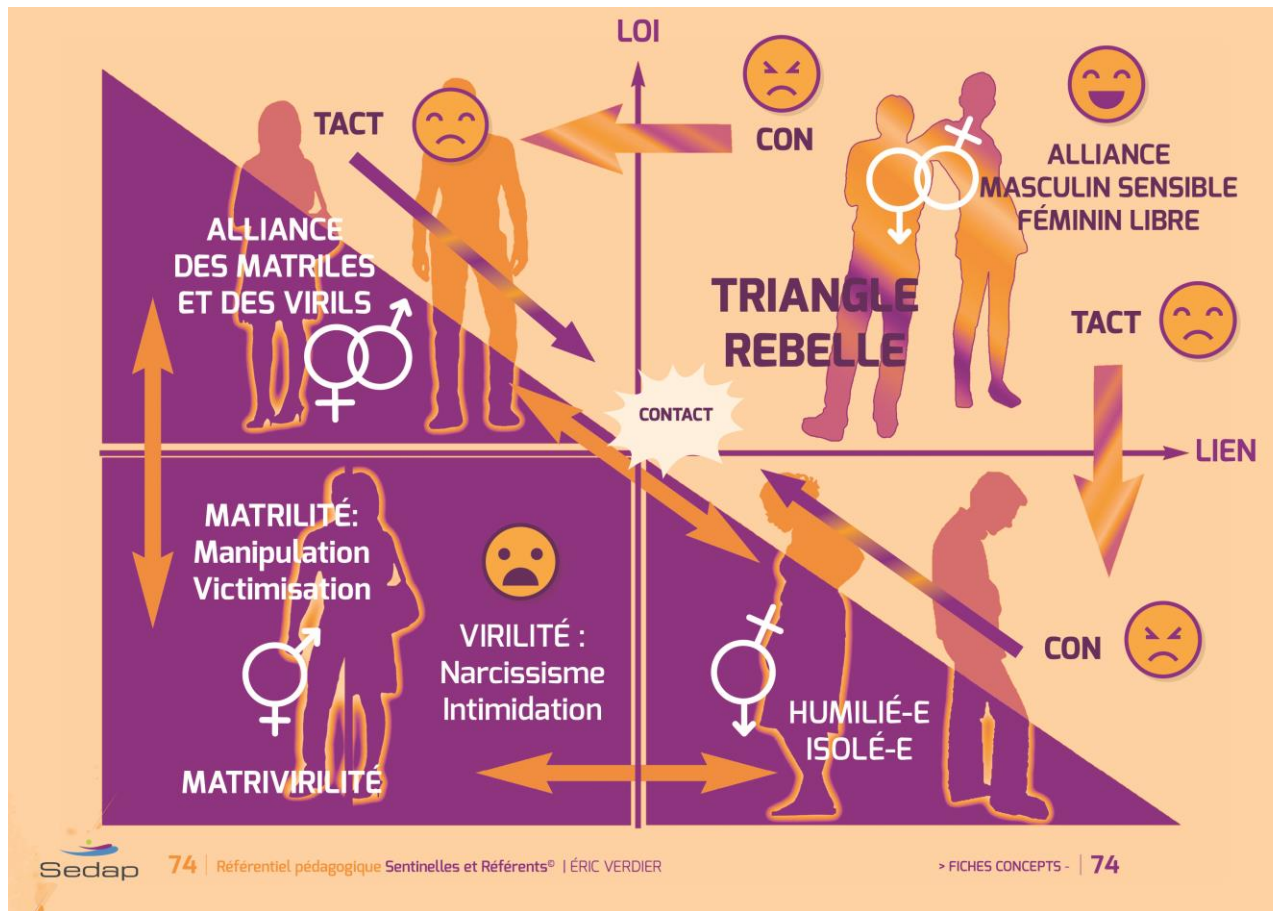 LOI
TACT
CON
ALLIANCE
MASCULIN SENSIBLE
FÉMININ LIBRE
ALLIANCE
DES MATRILES
ET DES VIRILS
TRIANGLE
REBELLE
TACT
CONTACT
LIEN
MATRILITÉ:
Manipulation
Victimisation
VIRILITÉ :
Narcissisme
Intimidation
MATRIVIRILITÉ
CON
HUMILIÉ-E
ISOLÉ-E
Sedap
74 | Référentiel pédagogique Sentinelles et Référents© | ÉRIC VERDIER
> FICHES CONCEPTS - | 74